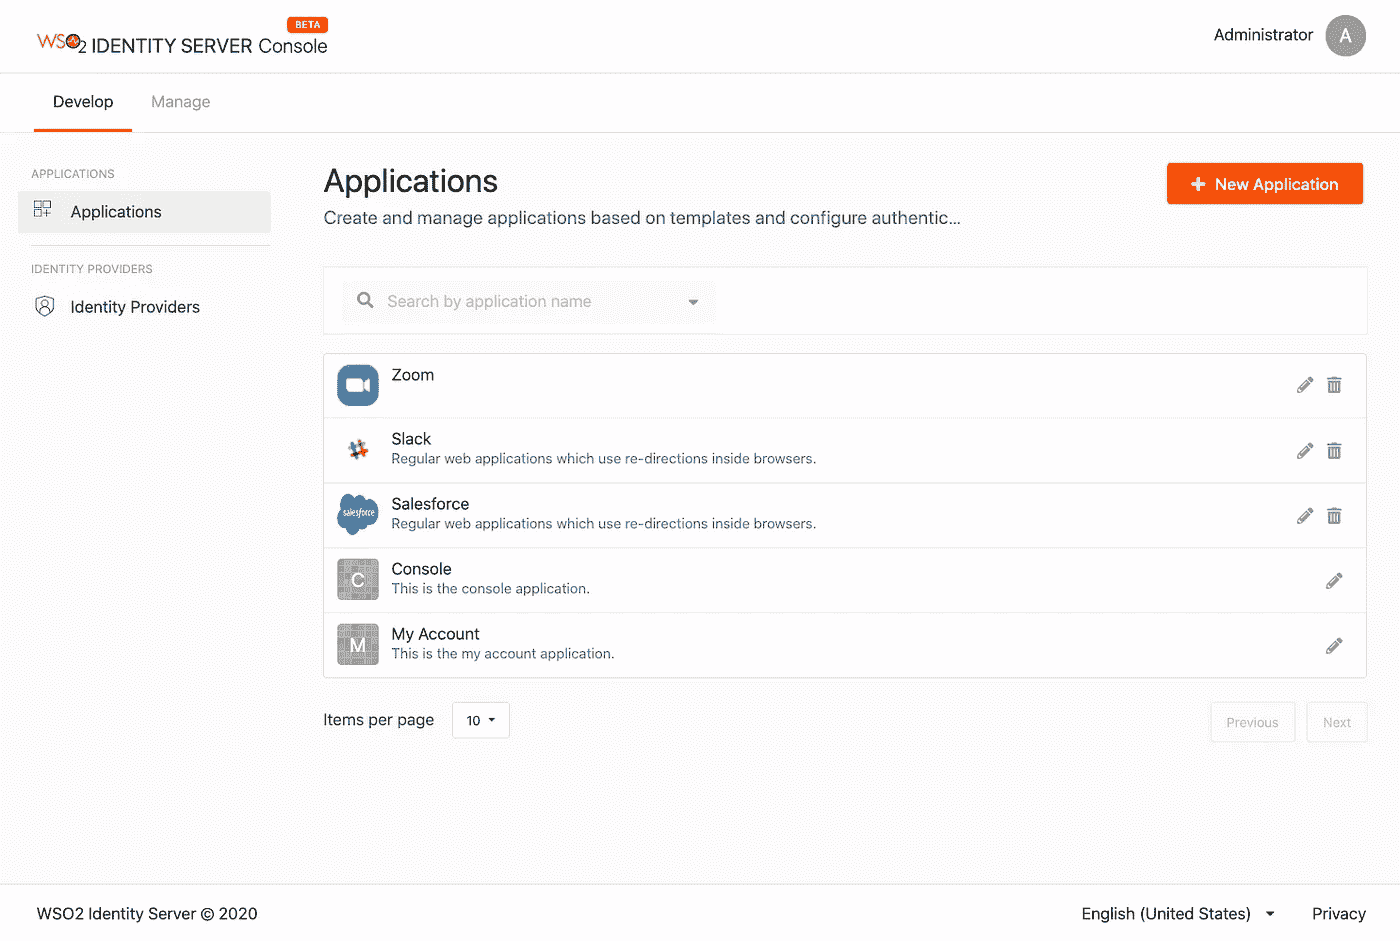 BETA
WSO2 IDENTITY SERVER Console
Administrator
A
Develop
Manage
APPLICATIONS
Applications
IDENTITY PROVIDERS
Identity Providers
Applications
Create and manage applications based on templates and configure authentic...
New Application
Search by application name
Zoom
Slack
Regular web applications which use re-directions inside browsers.
salesforce
Salesforce
Regular web applications which use re-directions inside browsers.
C
Console
This is the console application.
M
My Account
This is the my account application.
Items per page
10
Previous
Next
WSO2 Identity Server © 2020
English (United States)
Privacy